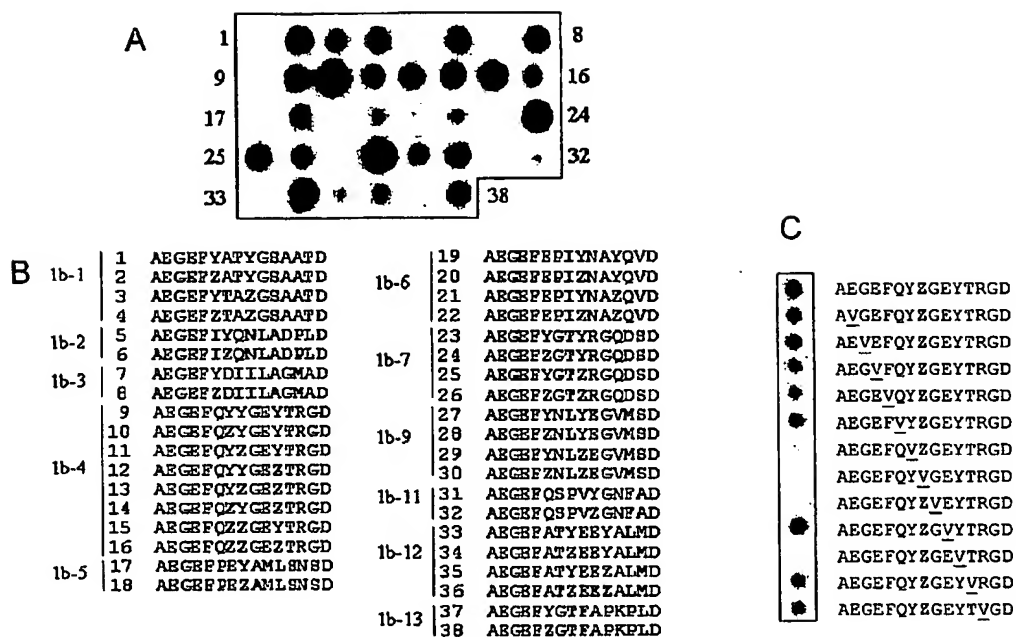 A
1 8
9 16
17 24
25 32
33 38
B
1b-1
1 AEGEFYATYGSAATD
2 AEGEFZATYGSAATD
3 AEGEFYTAZGSAATD
4 AEGEFZTAZGSAATD
1b-2
5 AEGEFIYQNLADPLD
6 AEGEFIZQNLADPLD
1b-3
7 AEGEFYDIILAGMAD
8 AEGEFZDIILAGMAD
1b-4
9 AEGEFQYYGEYTRGD
10 AEGEFQZYGEYTRGD
11 AEGEFQYZGEYTRGD
12 AEGEFQYYGEZTRGD
13 AEGEFQYZGEZTRGD
14 AEGEFQZYGEZTRGD
15 AEGEFQZZGEYTRGD
16 AEGEFQZZGEZTRGD
1b-5
17 AEGEFPEYAMLSNSD
18 AEGEFPEZAMLSNSD
1b-6
19 AEGEFEPIYNAYQVD
20 AEGEFEPIZNAYQVD
21 AEGEFEPIYNAZQVD
22 AEGEFEPIZNAZQVD
1b-7
23 AEGEFYGTYRGQDSD
24 AEGEFZGTYRGQDSD
25 AEGEFYGTZRGQDSD
26 AEGEFZGTZRGQDSD
1b-9
27 AEGEFYNLYEGVMSD
28 AEGEFZNLYEGVMSD
29 AEGEFYNLZEGVMSD
30 AEGEFZNLZEGVMSD
1b-11
31 AEGEFQSPVYGNFAD
32 AEGEFQSPVZGNFAD
1b-12
33 AEGEFATYEEYALMD
34 AEGEFATZEEYALMD
35 AEGEFATYEEZALMD
36 AEGEFATZEEZALMD
1b-13
37 AEGEFYGTFAPKPLD
38 AEGEFZGTFAPKPLD
C
AEGEFQYZGEYTRGD
AVGEFQYZGEYTRGD
AEVEFQYZGEYTRGD
AEGVFQYZGEYTRGD
AEGEVQYZGEYTRGD
AEGEFVYZGEYTRGD
AEGEFQVZGEYTRGD
AEGEFQYVGEYTRGD
AEGEFQYZVEYTRGD
AEGEFQYZGVYTRGD
AEGEFQYZGEVTRGD
AEGEFQYZGEYVRGD
AEGEFQYZGEYTVGD